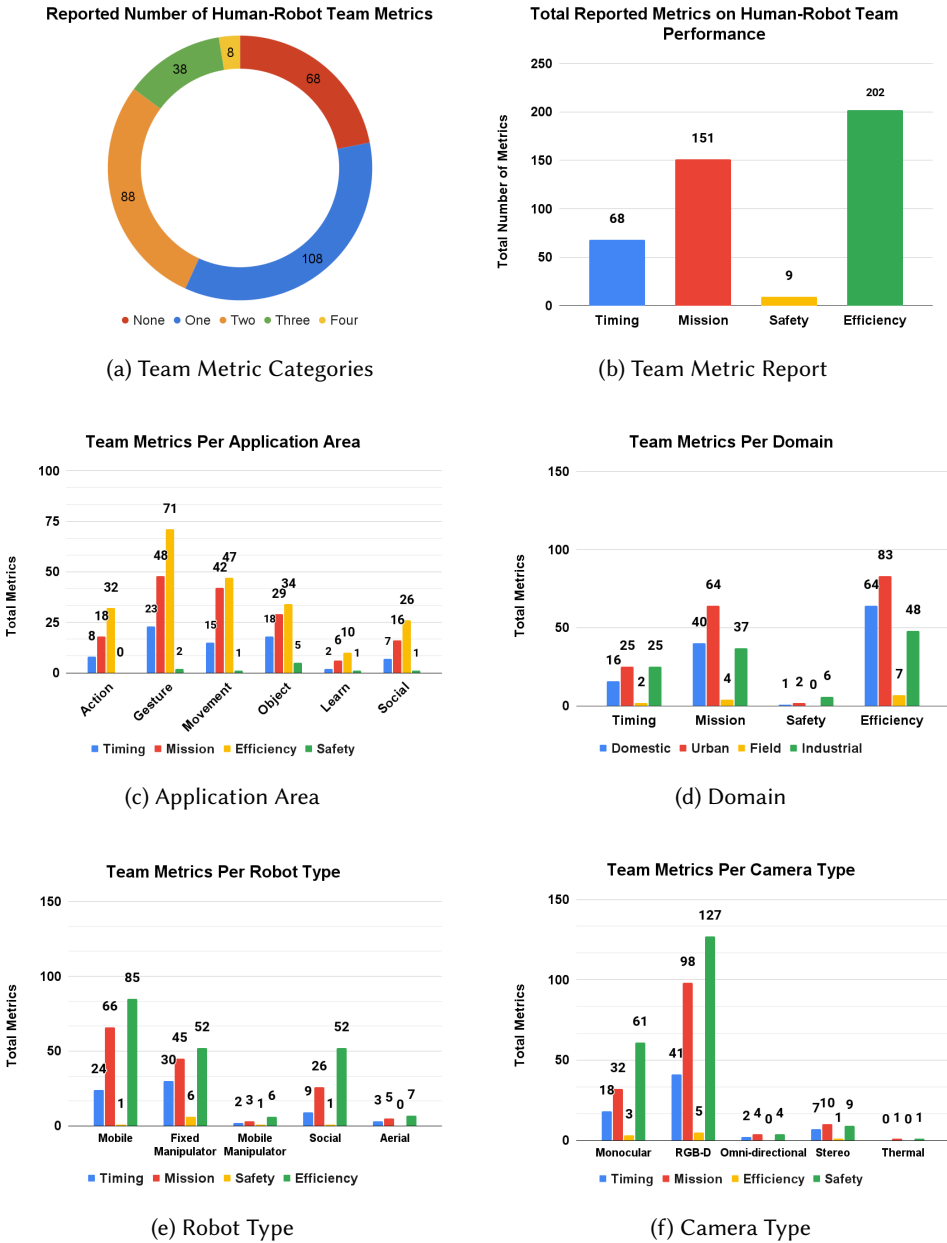 Reported Number of Human-Robot Team Metrics
8
38
68
88
108
None One Two Three Four
(a) Team Metric Categories
Total Reported Metrics on Human-Robot Team
Performance
Total Number of Metrics
250
200
150
100
50
0
68
151
9
202
Timing Mission Safety Efficiency
(b) Team Metric Report
Team Metrics Per Application Area
Total Metrics
100
75
50
25
0
8 18 32 0
23 48 71 2
15 42 47 1
18 29 34 5
2 6 10 1
7 16 26 1
Action Gesture Movement Object Learn Social
Timing Mission Efficiency Safety
(c) Application Area
Team Metrics Per Domain
Total Metrics
150
100
50
0
16 25 2 25
40 64 4 37
1 2 0 6
64 83 7 48
Timing Mission Safety Efficiency
Domestic Urban Field Industrial
(d) Domain
Team Metrics Per Robot Type
Total Metrics
150
100
50
0
24 66 1 85
30 45 6 52
2 3 1 6
9 26 1 52
3 5 0 7
Mobile Fixed Mobile Social Aerial
Manipulator Manipulator
Timing Mission Safety Efficiency
(e) Robot Type
Team Metrics Per Camera Type
Total Metrics
150
100
50
0
18 32 3 61
41 98 5 127
2 4 0 4
7 10 1 9
0 1 0 1
Monocular RGB-D Omni-directional Stereo Thermal
Timing Mission Efficiency Safety
(f) Camera Type